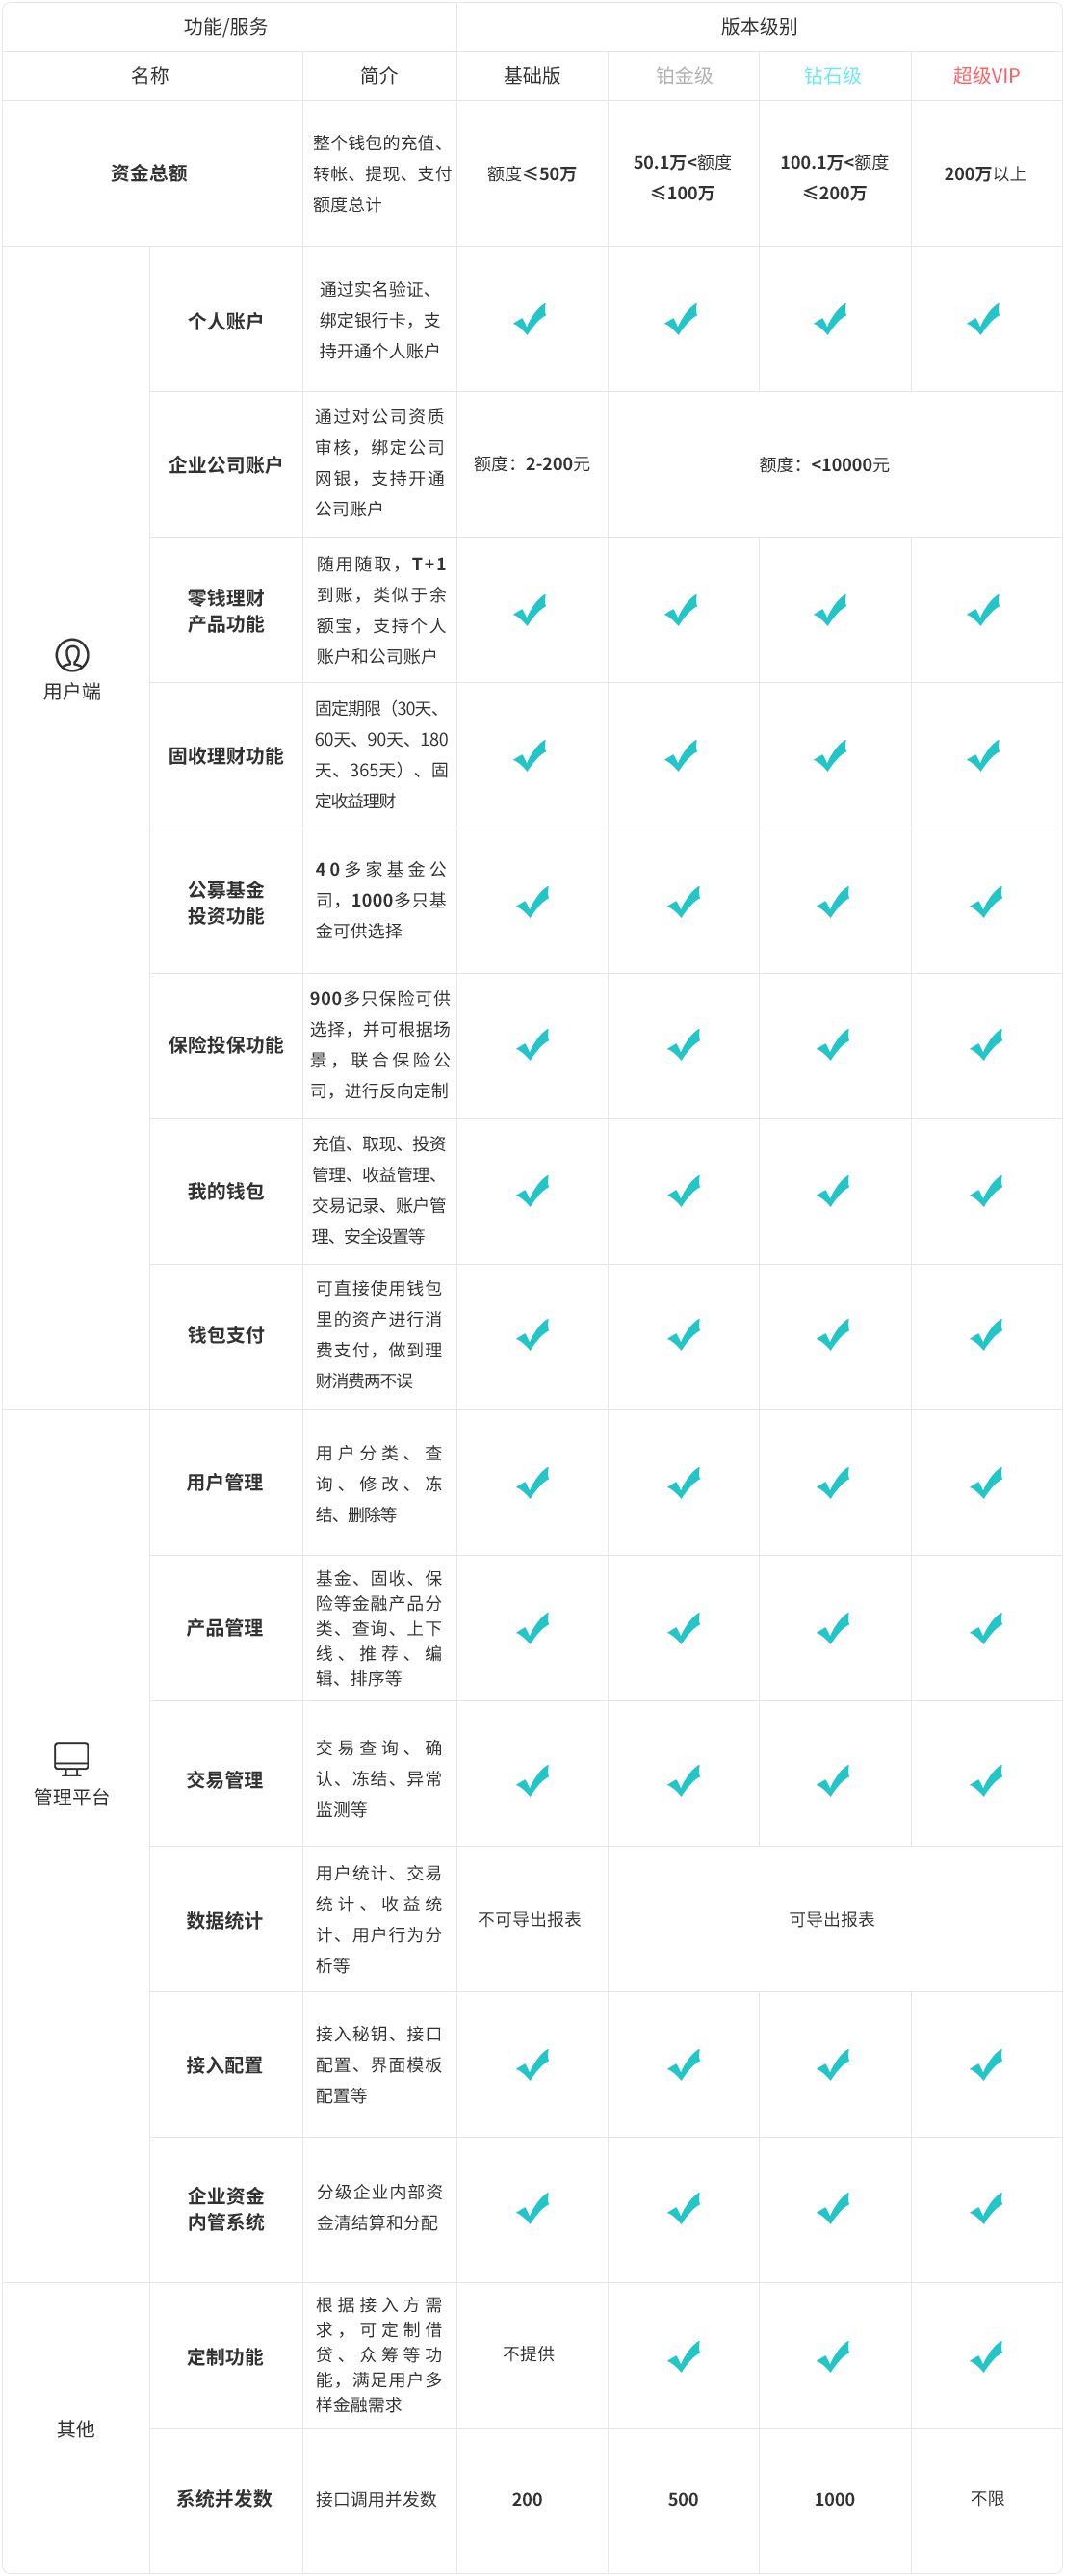 功能/服务
版本级别
名称
简介
基础版
铂金级
钻石级
超级VIP
资金总额
整个钱包的充值、
转帐、提现、支付
额度总计
额度≤50万
50.1万<额度
≤100万
100.1万<额度
≤200万
200万以上
用户端
个人账户
通过实名验证、
绑定银行卡，支
持开通个人账户
企业公司账户
通过对公司资质
审核，绑定公司
网银，支持开通
公司账户
额度：2-200元
额度：<10000元
零钱理财
产品功能
随用随取，T+1
到账，类似于余
额宝，支持个人
账户和公司账户
固收理财功能
固定期限（30天、
60天、90天、180
天、365天）、固
定收益理财
公募基金
投资功能
40多家基金公
司，1000多只基
金可供选择
保险投保功能
900多只保险可供
选择，并可根据场
景，联合保险公
司，进行反向定制
我的钱包
充值、取现、投资
管理、收益管理、
交易记录、账户管
理、安全设置等
钱包支付
可直接使用钱包
里的资产进行消
费支付，做到理
财消费两不误
管理平台
用户管理
用户分类、查
询、修改、冻
结、删除等
产品管理
基金、固收、保
险等金融产品分
类、查询、上下
线、推荐、编
辑、排序等
交易管理
交易查询、确
认、冻结、异常
监测等
数据统计
用户统计、交易
统计、收益统
计、用户行为分
析等
不可导出报表
可导出报表
接入配置
接入秘钥、接口
配置、界面模板
配置等
企业资金
内管系统
分级企业内部资
金清结算和分配
其他
定制功能
根据接入方需
求，可定制借
贷、众筹等功
能，满足用户多
样金融需求
不提供
系统并发数
接口调用并发数
200
500
1000
不限